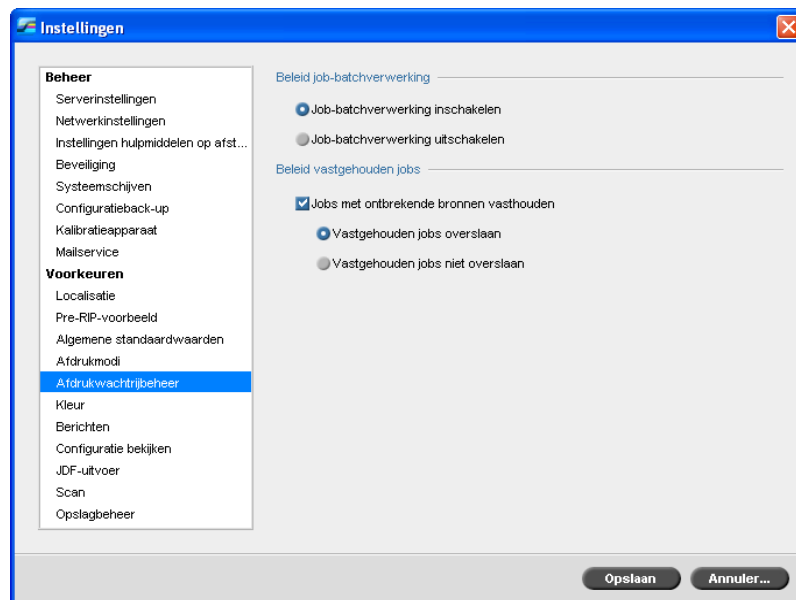 Instellingen
Beheer
Serverinstellingen
Netwerkinstellingen
Instellingen hulpmiddelen op afst...
Beveiliging
Systeemschijven
Configuratieback-up
Kalibratieapparaat
Mailservice
Voorkeuren
Localisatie
Pre-RIP-voorbeeld
Algemene standaardwaarden
Afdrukmodi
Afdrukwachtrijbeheer
Kleur
Berichten
Configuratie bekijken
JDF-uitvoer
Scan
Opslagbeheer
Beleid job-batchverwerking
Job-batchverwerking inschakelen
Job-batchverwerking uitschakelen
Beleid vastgehouden jobs
Jobs met ontbrekende bronnen vasthouden
Vastgehouden jobs overslaan
Vastgehouden jobs niet overslaan
Opslaan
Annuler...